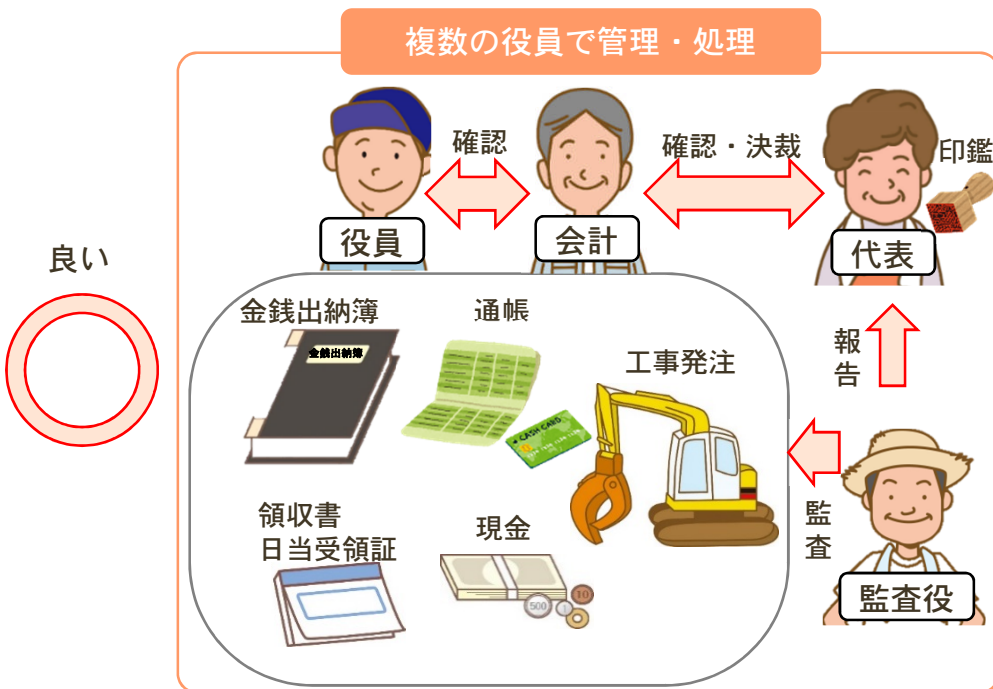 複数の役員で管理・処理
確認
確認・決裁
印鑑
役員
会計
代表
良い
金銭出納簿
通帳
金銭出納簿
工事発注
報告
CASH CARD
領収書
日当受領証
現金
監査
500
1
10
監査役